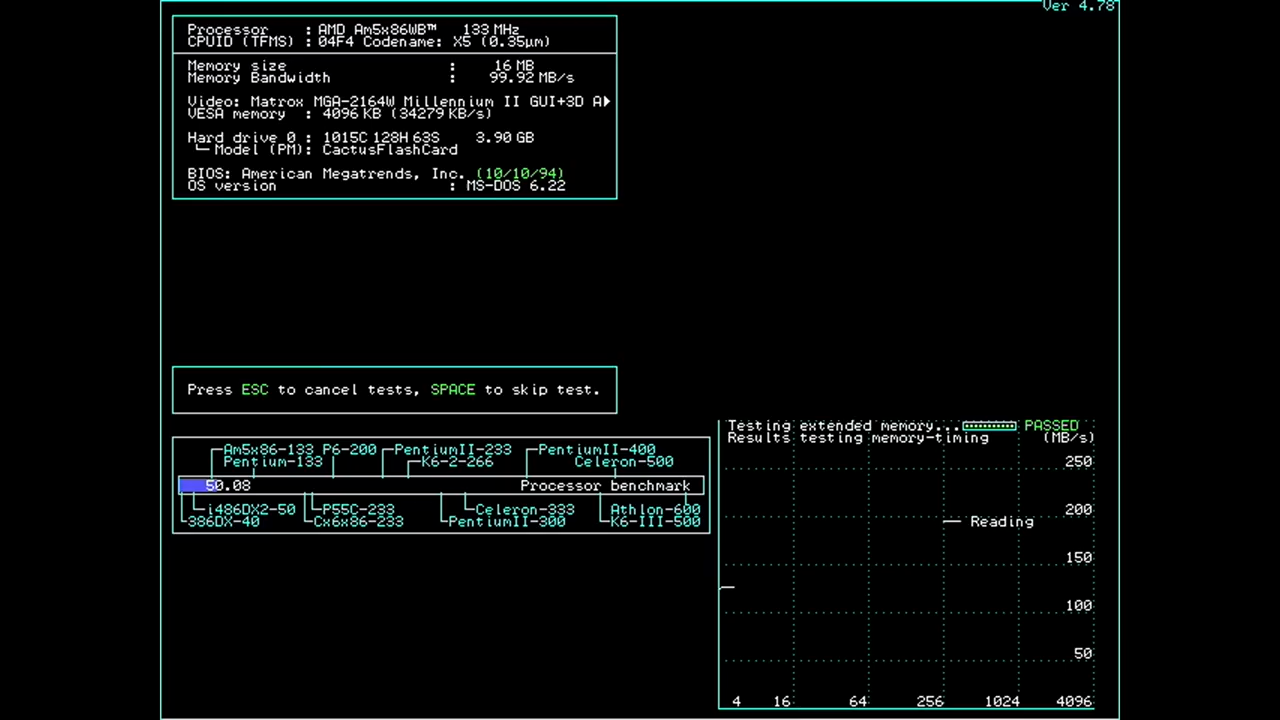 Ver 4.78
Processor : AMD Am5x86WB™ 133 MHz
CPUID (TFMS) : 04F4 Codename: X5 (0.35µm)
Memory size : 16 MB
Memory Bandwidth : 99.92 MB/s
Video: Matrox MGA-2164W Millennium II GUI+3D A
VESA memory : 4096 KB (34279 KB/s)
Hard drive 0 : 1015C 128H 63S 3.90 GB
Model (PM): CactusFlashCard
BIOS: American Megatrends, Inc. (10/10/94)
OS version : MS-DOS 6.22
Press ESC to cancel tests, SPACE to skip test.
Am5x86-133 P6-200 PentiumII-233 PentiumII-400
Pentium-133 K6-2-266 Celeron-500
50.08 Processor benchmark
i486DX2-50 P55C-233 Celeron-333 Athlon-600
386DX-40 Cx6x86-233 PentiumII-300 K6-III-500
Testing extended memory... PASSED
Results testing memory-timing (MB/s)
250
200
Reading
150
100
50
4 16 64 256 1024 4096